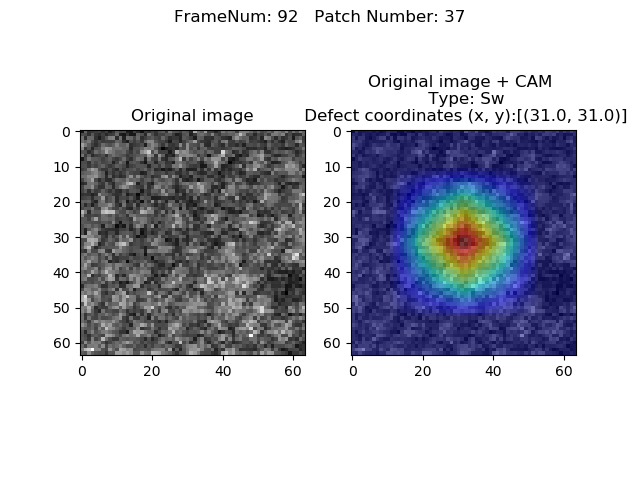 FrameNum: 92   Patch Number: 37
Original image
Original image + CAM
Type: Sw
Defect coordinates (x, y):[(31.0, 31.0)]
0
10
20
30
40
50
60
0 20 40 60
0
10
20
30
40
50
60
0 20 40 60